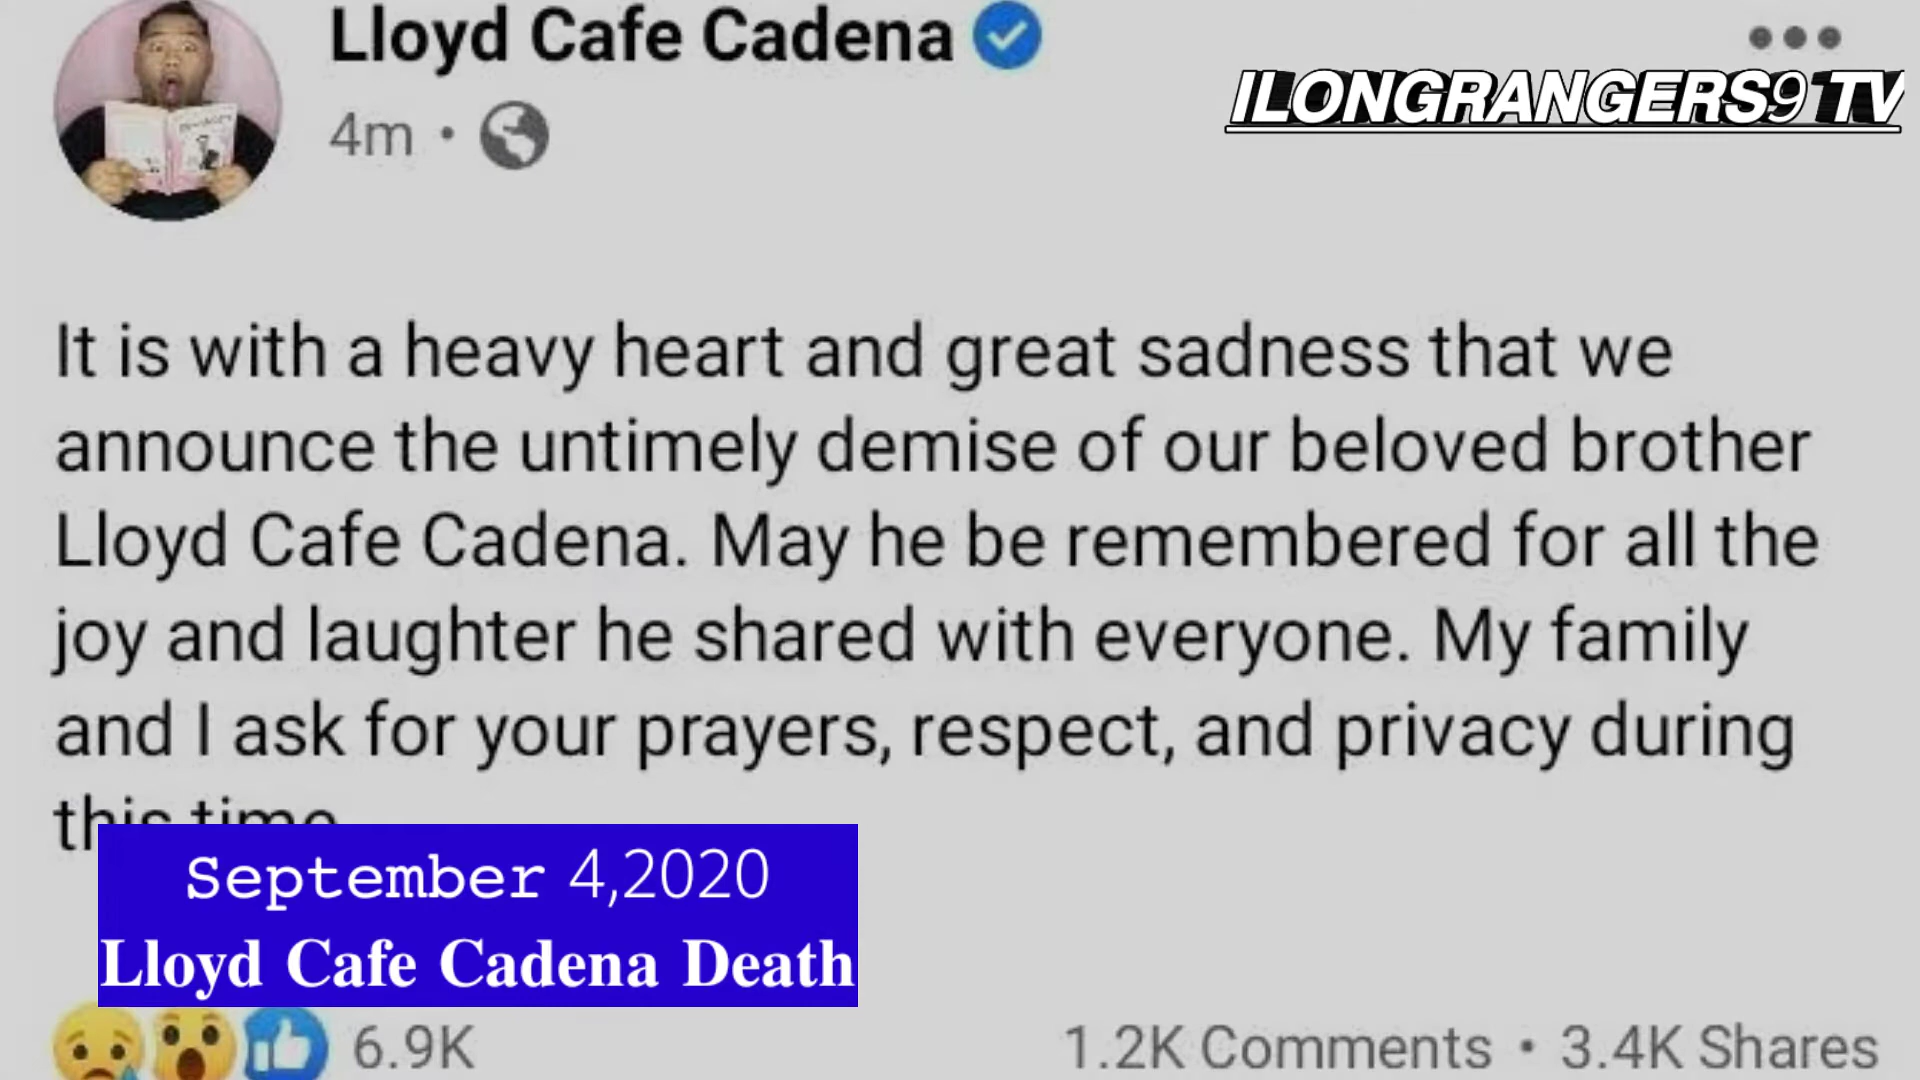 Lloyd Cafe Cadena
4m ·
ILONGRANGERS9 TV
It is with a heavy heart and great sadness that we
announce the untimely demise of our beloved brother
Lloyd Cafe Cadena. May he be remembered for all the
joy and laughter he shared with everyone. My family
and I ask for your prayers, respect, and privacy during
this time
September 4,2020
Lloyd Cafe Cadena Death
6.9K
1.2K Comments · 3.4K Shares